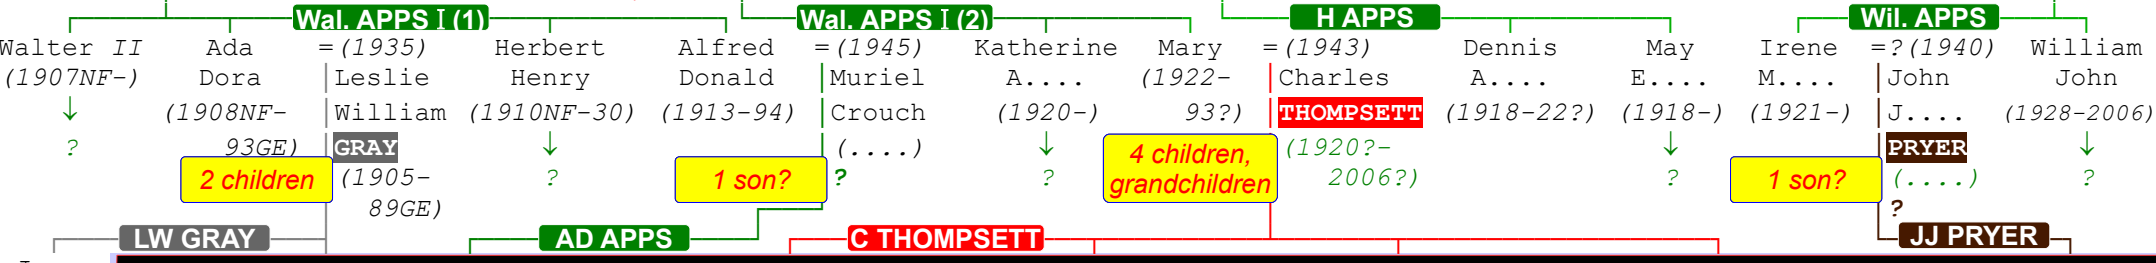 Wal. APPS I (1) Wal. APPS I (2) H APPS Wil. APPS
Walter II Ada =(1935) Herbert Alfred =(1945) Katherine Mary =(1943) Dennis May Irene =?(1940) William
(1907NF-) Dora Leslie Henry Donald Muriel A.... (1922- Charles A.... E.... M.... John John
↓ (1908NF- William (1910NF-30) (1913-94) Crouch (1920-) 93?) THOMPSETT (1918-22?) (1918-) (1921-) J.... (1928-2006)
? 93GE) GRAY ↓ (....) ↓ 4 children, (1920?- ↓ PRYER ↓
2 children (1905- ? 1 son? ? ? grandchildren 2006?) ? 1 son? (....) ?
89GE) ?
LW GRAY AD APPS C THOMPSETT JJ PRYER